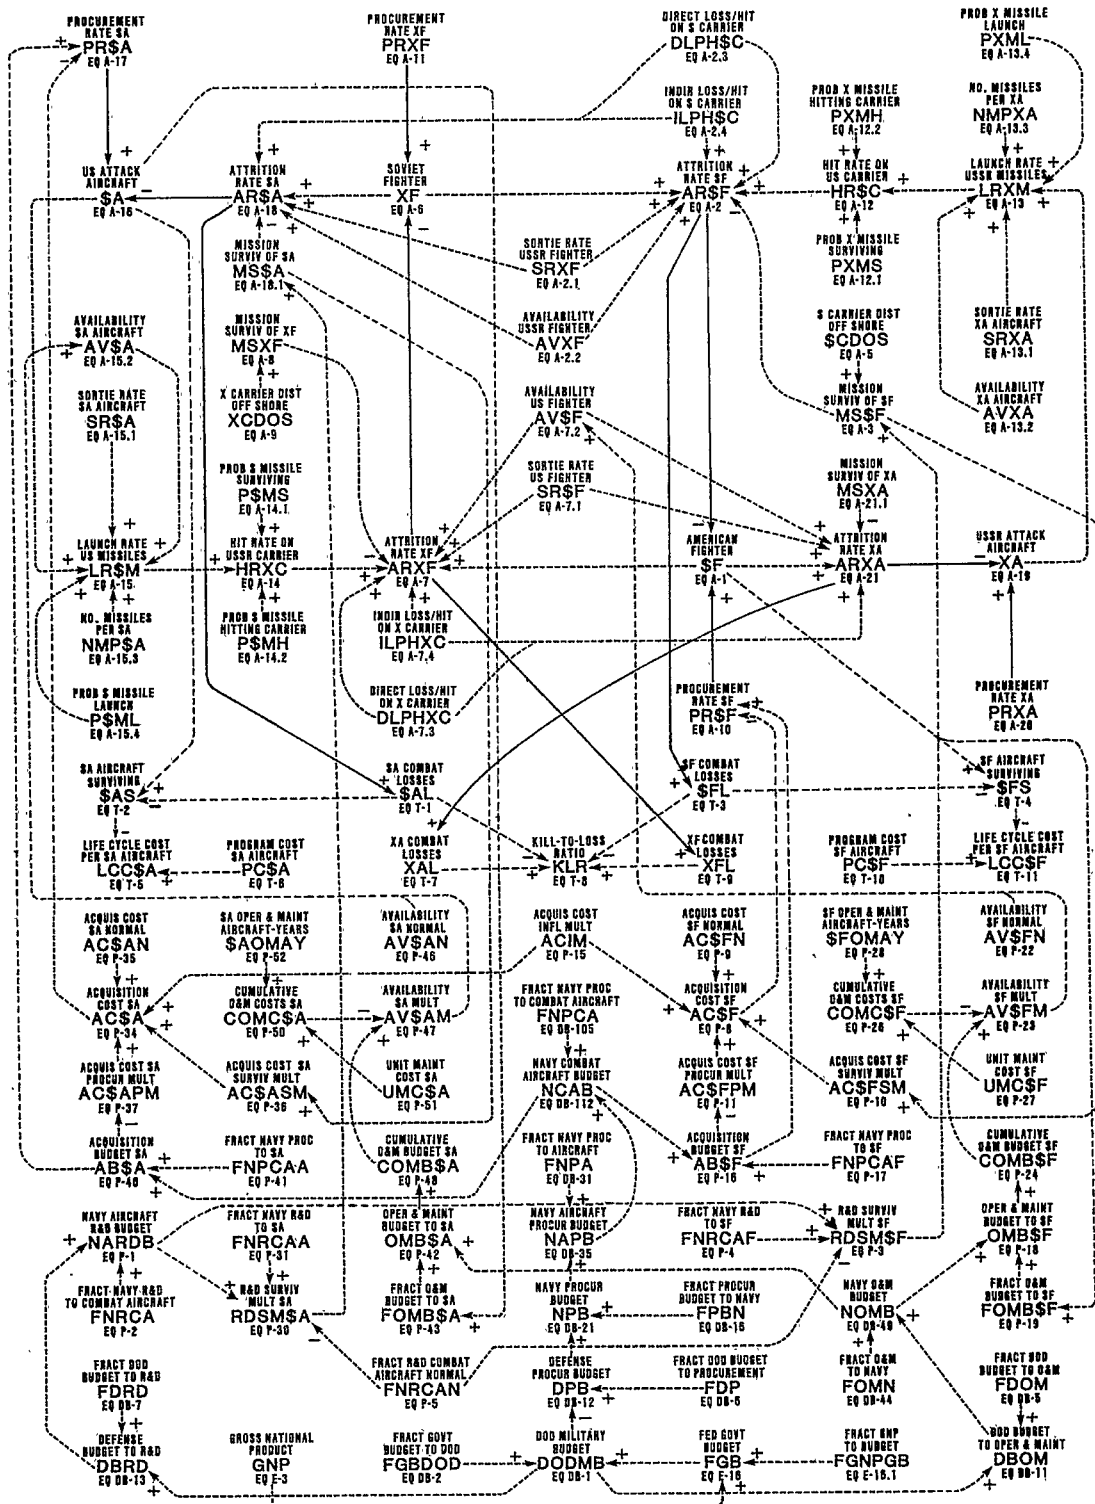 PROCUREMENT
RATE $A
PR$A
EQ A-17
PROCUREMENT
RATE XF
PRXF
EQ A-11
DIRECT LOSS/HIT
ON $ CARRIER
DLPH$C
EQ A-2.3
PROB X MISSILE
LAUNCH
PXML
EQ A-13.4
INDIR LOSS/HIT
ON $ CARRIER
ILPH$C
EQ A-2.4
PROB X MISSILE
HITTING CARRIER
PXMH
EQ A-12.2
NO. MISSILES
PER XA
NMPXA
EQ A-13.3
US ATTACK
AIRCRAFT
$A
EQ A-16
ATTRITION
RATE $A
AR$A
EQ A-18
SOVIET
FIGHTER
XF
EQ A-6
ATTRITION
RATE $F
AR$F
EQ A-2
HIT RATE ON
US CARRIER
HR$C
EQ A-12
LAUNCH RATE
USSR MISSILES
LRXM
EQ A-13
MISSION
SURVIV OF $A
MS$A
EQ A-18.1
SORTIE RATE
USSR FIGHTER
SRXF
EQ A-2.1
PROB X MISSILE
SURVIVING
PXMS
EQ A-12.1
AVAILABILITY
$A AIRCRAFT
AV$A
EQ A-15.2
MISSION
SURVIV OF XF
MSXF
EQ A-8
AVAILABILITY
USSR FIGHTER
AVXF
EQ A-2.2
$ CARRIER DIST
OFF SHORE
$CDOS
EQ A-5
SORTIE RATE
XA AIRCRAFT
SRXA
EQ A-13.1
SORTIE RATE
$A AIRCRAFT
SR$A
EQ A-15.1
X CARRIER DIST
OFF SHORE
XCDOS
EQ A-9
AVAILABILITY
US FIGHTER
AV$F
EQ A-7.2
MISSION
SURVIV OF $F
MS$F
EQ A-3
AVAILABILITY
XA AIRCRAFT
AVXA
EQ A-13.2
PROB $ MISSILE
SURVIVING
P$MS
EQ A-14.1
SORTIE RATE
US FIGHTER
SR$F
EQ A-7.1
MISSION
SURVIV OF XA
MSXA
EQ A-21.1
LAUNCH RATE
US MISSILES
LR$M
EQ A-15
HIT RATE ON
USSR CARRIER
HRXC
EQ A-14
ATTRITION
RATE XF
ARXF
EQ A-7
AMERICAN
FIGHTER
$F
EQ A-1
ATTRITION
RATE XA
ARXA
EQ A-21
USSR ATTACK
AIRCRAFT
XA
EQ A-19
NO. MISSILES
PER $A
NMP$A
EQ A-15.3
PROB $ MISSILE
HITTING CARRIER
P$MH
EQ A-14.2
INDIR LOSS/HIT
ON X CARRIER
ILPHXC
EQ A-7.4
PROB $ MISSILE
LAUNCH
P$ML
EQ A-15.4
DIRECT LOSS/HIT
ON X CARRIER
DLPHXC
EQ A-7.3
PROCUREMENT
RATE $F
PR$F
EQ A-10
PROCUREMENT
RATE XA
PRXA
EQ A-20
$A AIRCRAFT
SURVIVING
$AS
EQ T-2
$A COMBAT
LOSSES
$AL
EQ T-1
$F COMBAT
LOSSES
$FL
EQ T-3
$F AIRCRAFT
SURVIVING
$FS
EQ T-4
LIFE CYCLE COST
PER $A AIRCRAFT
LCC$A
EQ T-5
PROGRAM COST
$A AIRCRAFT
PC$A
EQ T-6
XA COMBAT
LOSSES
XAL
EQ T-7
KILL-TO-LOSS
RATIO
KLR
EQ T-8
XF COMBAT
LOSSES
XFL
EQ T-9
PROGRAM COST
$F AIRCRAFT
PC$F
EQ T-10
LIFE CYCLE COST
PER $F AIRCRAFT
LCC$F
EQ T-11
ACQUIS COST
$A NORMAL
AC$AN
EQ P-35
$A OPER & MAINT
AIRCRAFT-YEARS
$AOMAY
EQ P-52
AVAILABILITY
$A NORMAL
AV$AN
EQ P-46
ACQUIS COST
INFL MULT
ACIM
EQ P-15
ACQUIS COST
$F NORMAL
AC$FN
EQ P-9
$F OPER & MAINT
AIRCRAFT-YEARS
$FOMAY
EQ P-28
AVAILABILITY
$F NORMAL
AV$FN
EQ P-22
ACQUISITION
COST $A
AC$A
EQ P-34
CUMULATIVE
O&M COSTS $A
COMC$A
EQ P-50
AVAILABILITY
$A MULT
AV$AM
EQ P-47
FRACT NAVY PROC
TO COMBAT AIRCRAFT
FNPCA
EQ DB-105
ACQUISITION
COST $F
AC$F
EQ P-8
CUMULATIVE
O&M COSTS $F
COMC$F
EQ P-26
AVAILABILITY
$F MULT
AV$FM
EQ P-23
ACQUIS COST $A
PROCUR MULT
AC$APM
EQ P-37
ACQUIS COST $A
SURVIV MULT
AC$ASM
EQ P-36
UNIT MAINT
COST $A
UMC$A
EQ P-51
NAVY COMBAT
AIRCRAFT BUDGET
NCAB
EQ DB-112
ACQUIS COST $F
PROCUR MULT
AC$FPM
EQ P-11
ACQUIS COST $F
SURVIV MULT
AC$FSM
EQ P-10
UNIT MAINT
COST $F
UMC$F
EQ P-27
ACQUISITION
BUDGET $A
AB$A
EQ P-40
FRACT NAVY PROC
TO $A
FNPCAA
EQ P-41
CUMULATIVE
O&M BUDGET $A
COMB$A
EQ P-48
FRACT NAVY PROC
TO AIRCRAFT
FNPA
EQ DB-31
ACQUISITION
BUDGET $F
AB$F
EQ P-16
FRACT NAVY PROC
TO $F
FNPCAF
EQ P-17
CUMULATIVE
O&M BUDGET $F
COMB$F
EQ P-24
NAVY AIRCRAFT
R&D BUDGET
NARDB
EQ P-1
FRACT NAVY R&D
TO $A
FNRCAA
EQ P-31
OPER & MAINT
BUDGET TO $A
OMB$A
EQ P-42
NAVY AIRCRAFT
PROCUR BUDGET
NAPB
EQ DB-35
FRACT NAVY R&D
TO $F
FNRCAF
EQ P-4
R&D SURVIV
MULT $F
RDSM$F
EQ P-3
OPER & MAINT
BUDGET TO $F
OMB$F
EQ P-18
FRACT NAVY R&D
TO COMBAT AIRCRAFT
FNRCA
EQ P-2
R&D SURVIV
MULT $A
RDSM$A
EQ P-30
FRACT O&M
BUDGET TO $A
FOMB$A
EQ P-43
NAVY PROCUR
BUDGET
NPB
EQ DB-21
FRACT PROCUR
BUDGET TO NAVY
FPBN
EQ DB-16
NAVY O&M
BUDGET
NOMB
EQ DB-49
FRACT O&M
BUDGET TO $F
FOMB$F
EQ P-19
FRACT DOD
BUDGET TO R&D
FDRD
EQ DB-7
FRACT R&D COMBAT
AIRCRAFT NORMAL
FNRCAN
EQ P-5
DEFENSE
PROCUR BUDGET
DPB
EQ DB-12
FRACT DOD BUDGET
TO PROCUREMENT
FDP
EQ DB-6
FRACT O&M
TO NAVY
FOMN
EQ DB-44
FRACT DOD
BUDGET TO O&M
FDOM
EQ DB-5
DEFENSE
BUDGET TO R&D
DBRD
EQ DB-13
GROSS NATIONAL
PRODUCT
GNP
EQ E-3
FRACT GOVT
BUDGET TO DOD
FGBDOD
EQ DB-2
DOD MILITARY
BUDGET
DODMB
EQ DB-1
FED GOVT
BUDGET
FGB
EQ E-16
FRACT GNP
TO BUDGET
FGNPGB
EQ E-16.1
DOD BUDGET
TO OPER & MAINT
DBOM
EQ DB-11